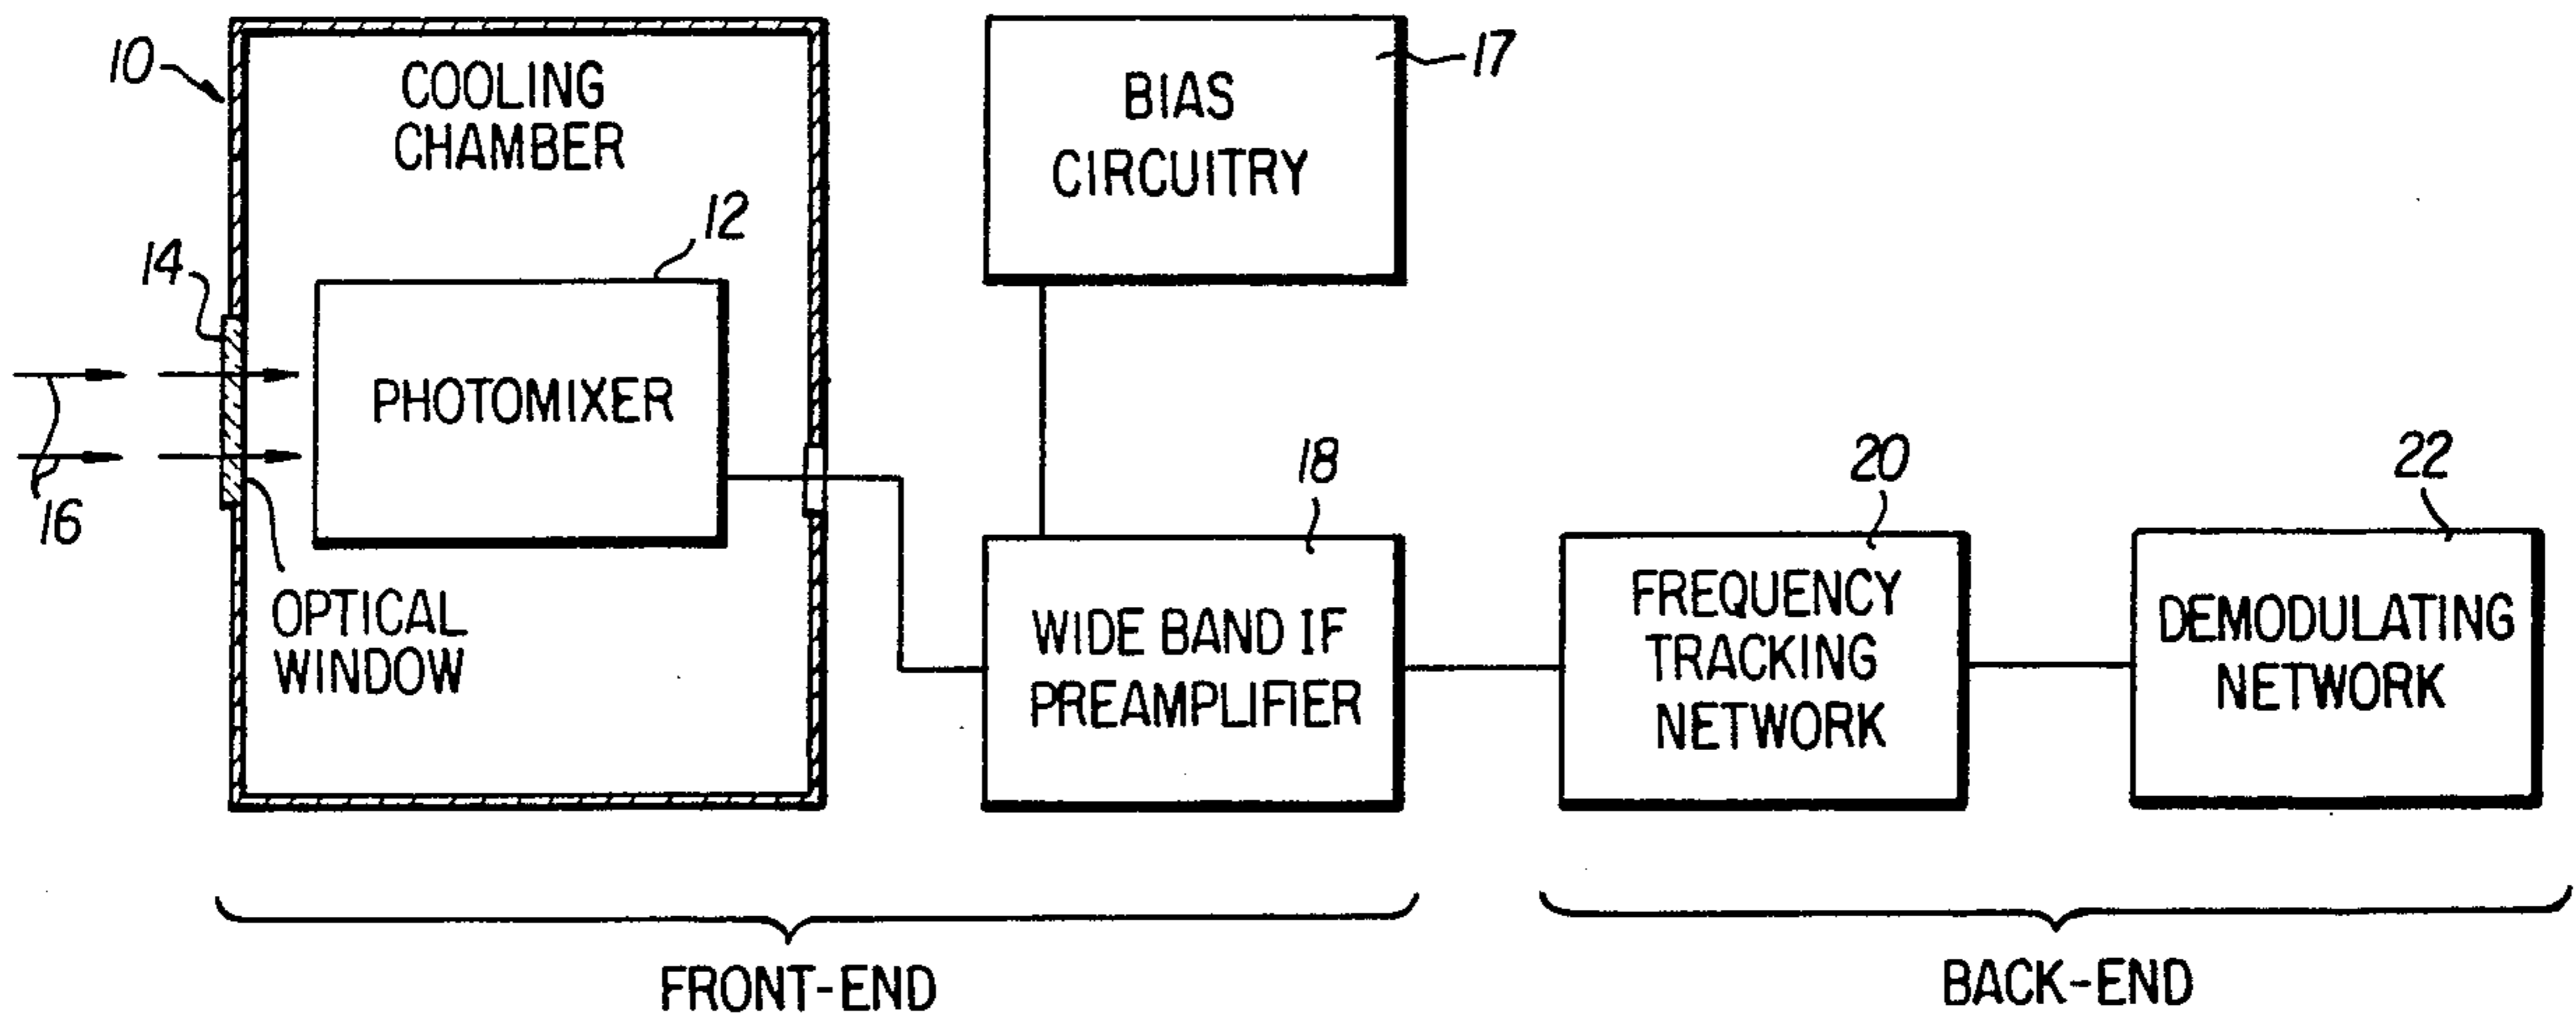 10
COOLING
CHAMBER
12
14
PHOTOMIXER
16
OPTICAL
WINDOW
BIAS
CIRCUITRY
17
18
WIDE BAND IF
PREAMPLIFIER
20
FREQUENCY
TRACKING
NETWORK
22
DEMODULATING
NETWORK
FRONT-END
BACK-END